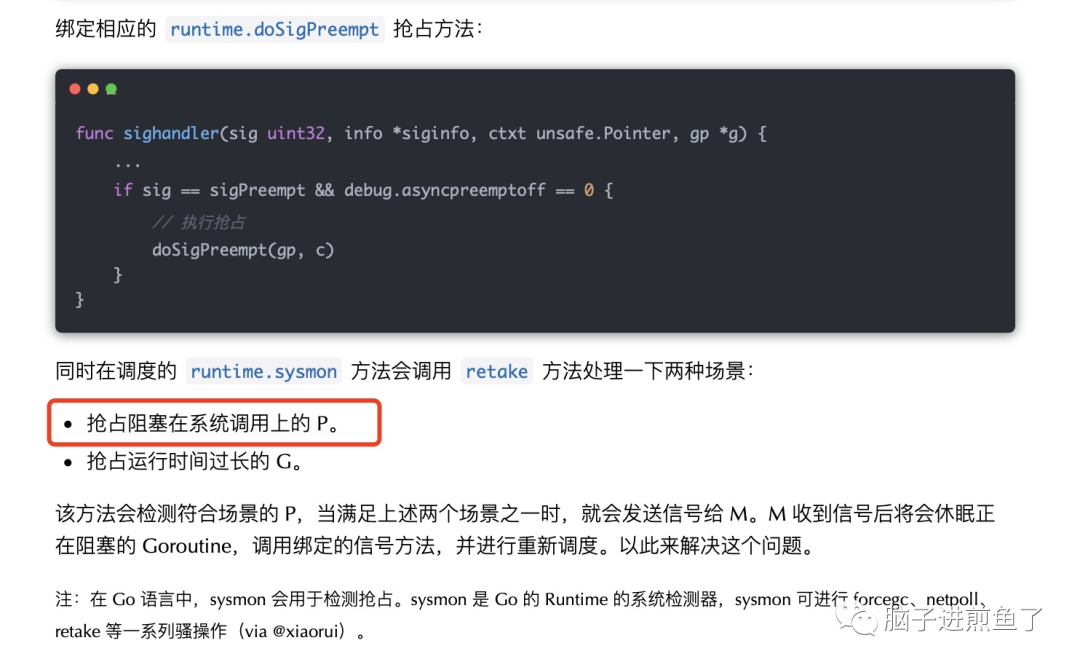 绑定相应的 runtime.doSigPreempt 抢占方法：
func sighandler(sig uint32, info *siginfo, ctxt unsafe.Pointer, gp *g) {
...
if sig == sigPreempt && debug.asyncpreemptoff == 0 {
// 执行抢占
doSigPreempt(gp, c)
}
}
同时在调度的 runtime.sysmon 方法会调用 retake 方法处理一下两种场景：
• 抢占阻塞在系统调用上的 P。
• 抢占运行时间过长的 G。
该方法会检测符合场景的 P，当满足上述两个场景之一时，就会发送信号给 M。M 收到信号后将会休眠正
在阻塞的 Goroutine，调用绑定的信号方法，并进行重新调度。以此来解决这个问题。
注：在 Go 语言中，sysmon 会用于检测抢占。sysmon 是 Go 的 Runtime 的系统检测器，sysmon 可进行 forcegc、netpoll、
retake 等一系列骚操作（via @xiaorui）。
脑子进煎鱼了